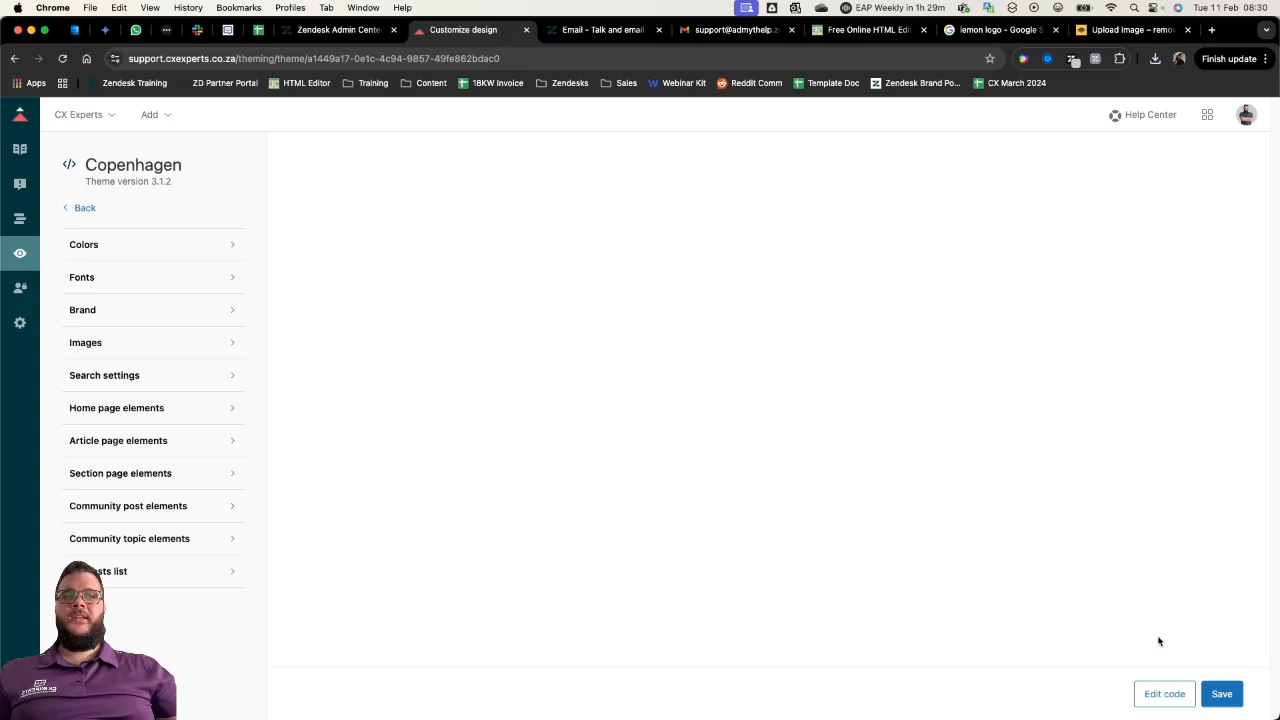 Chrome File Edit View History Bookmarks Profiles Tab Window Help
EAP Weekly in 1h 29m
Tue 11 Feb 08:30
Zendesk Admin Cente
Customize design
Email - Talk and email
support@admythelp.z
Free Online HTML Edi
lemon logo - Google S
Upload Image – remo
support.cxexperts.co.za/theming/theme/a1449a17-0e1c-4c94-9857-49fe862bdac0
Finish update
Apps
Zendesk Training
ZD Partner Portal
HTML Editor
Training
Content
18KW Invoice
Zendesks
Sales
Webinar Kit
Reddit Comm
Template Doc
Zendesk Brand Po...
CX March 2024
CX Experts
Add
Help Center
Copenhagen
Theme version 3.1.2
Back
Colors
Fonts
Brand
Images
Search settings
Home page elements
Article page elements
Section page elements
Community post elements
Community topic elements
sts list
Edit code
Save